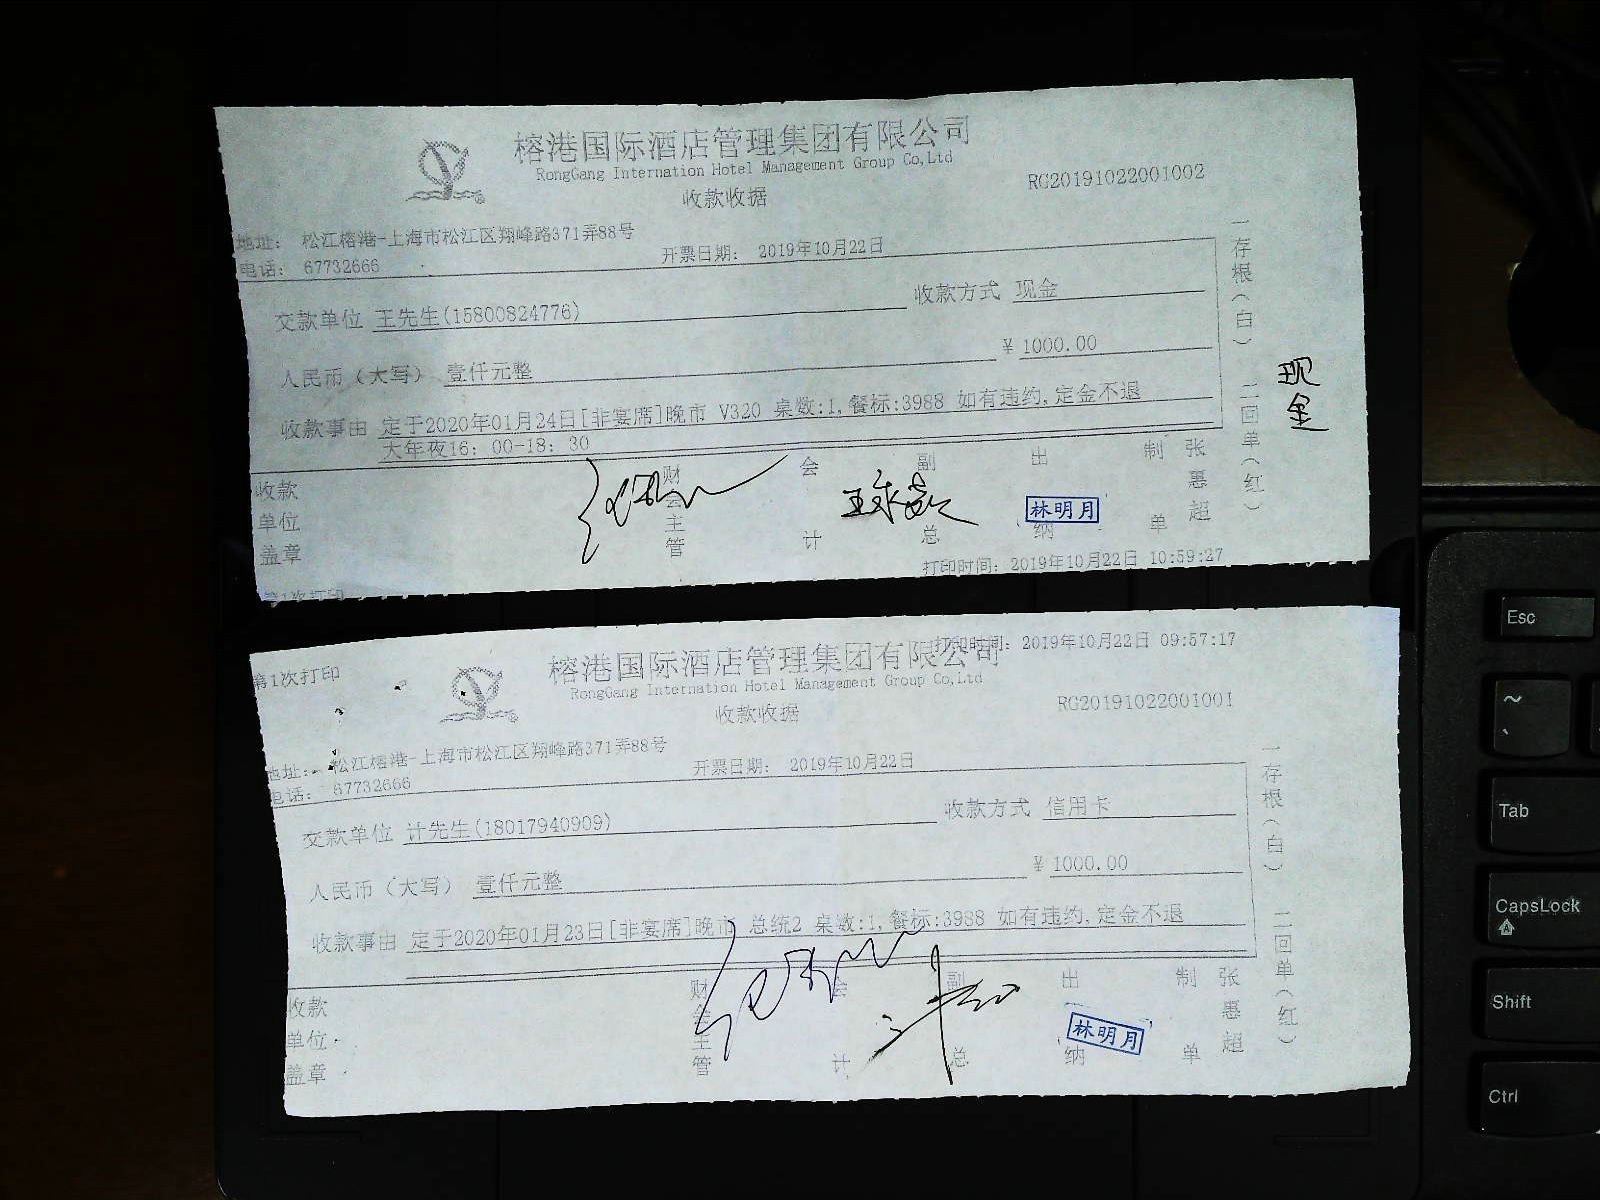 榕港国际酒店管理集团有限公司
RongGang Internation Hotel Management Group Co,Ltd
收款收据
RG20191022001002
地址： 松江榕港-上海市松江区翔峰路371弄88号
电话： 67732666
开票日期： 2019年10月22日
交款单位 王先生(15800824776) 收款方式 现金
人民币（大写） 壹仟元整 ¥ 1000.00
收款事由 定于2020年01月24日[非宴席]晚市 V320 桌数:1,餐标:3988 如有违约,定金不退
大年夜16：00-18：30
收款单位盖章 财会主管 会计 副总 出纳 林明月 制单 张惠超
一存根（白） 二回单（红）
现金
打印时间： 2019年10月22日 10:59:27
第1次打印
第1次打印
打印时间： 2019年10月22日 09:57:17
榕港国际酒店管理集团有限公司
RongGang Internation Hotel Management Group Co,Ltd
收款收据
RG20191022001001
地址： 松江榕港-上海市松江区翔峰路371弄88号
电话： 67732666
开票日期： 2019年10月22日
交款单位 计先生(18017940909) 收款方式 信用卡
人民币（大写） 壹仟元整 ¥ 1000.00
收款事由 定于2020年01月23日[非宴席]晚市 总统2 桌数:1,餐标:3988 如有违约,定金不退
收款单位盖章 财会主管 会计 副总 出纳 林明月 制单 张惠超
一存根（白） 二回单（红）
Esc
~
Tab
CapsLock
A
Shift
Ctrl